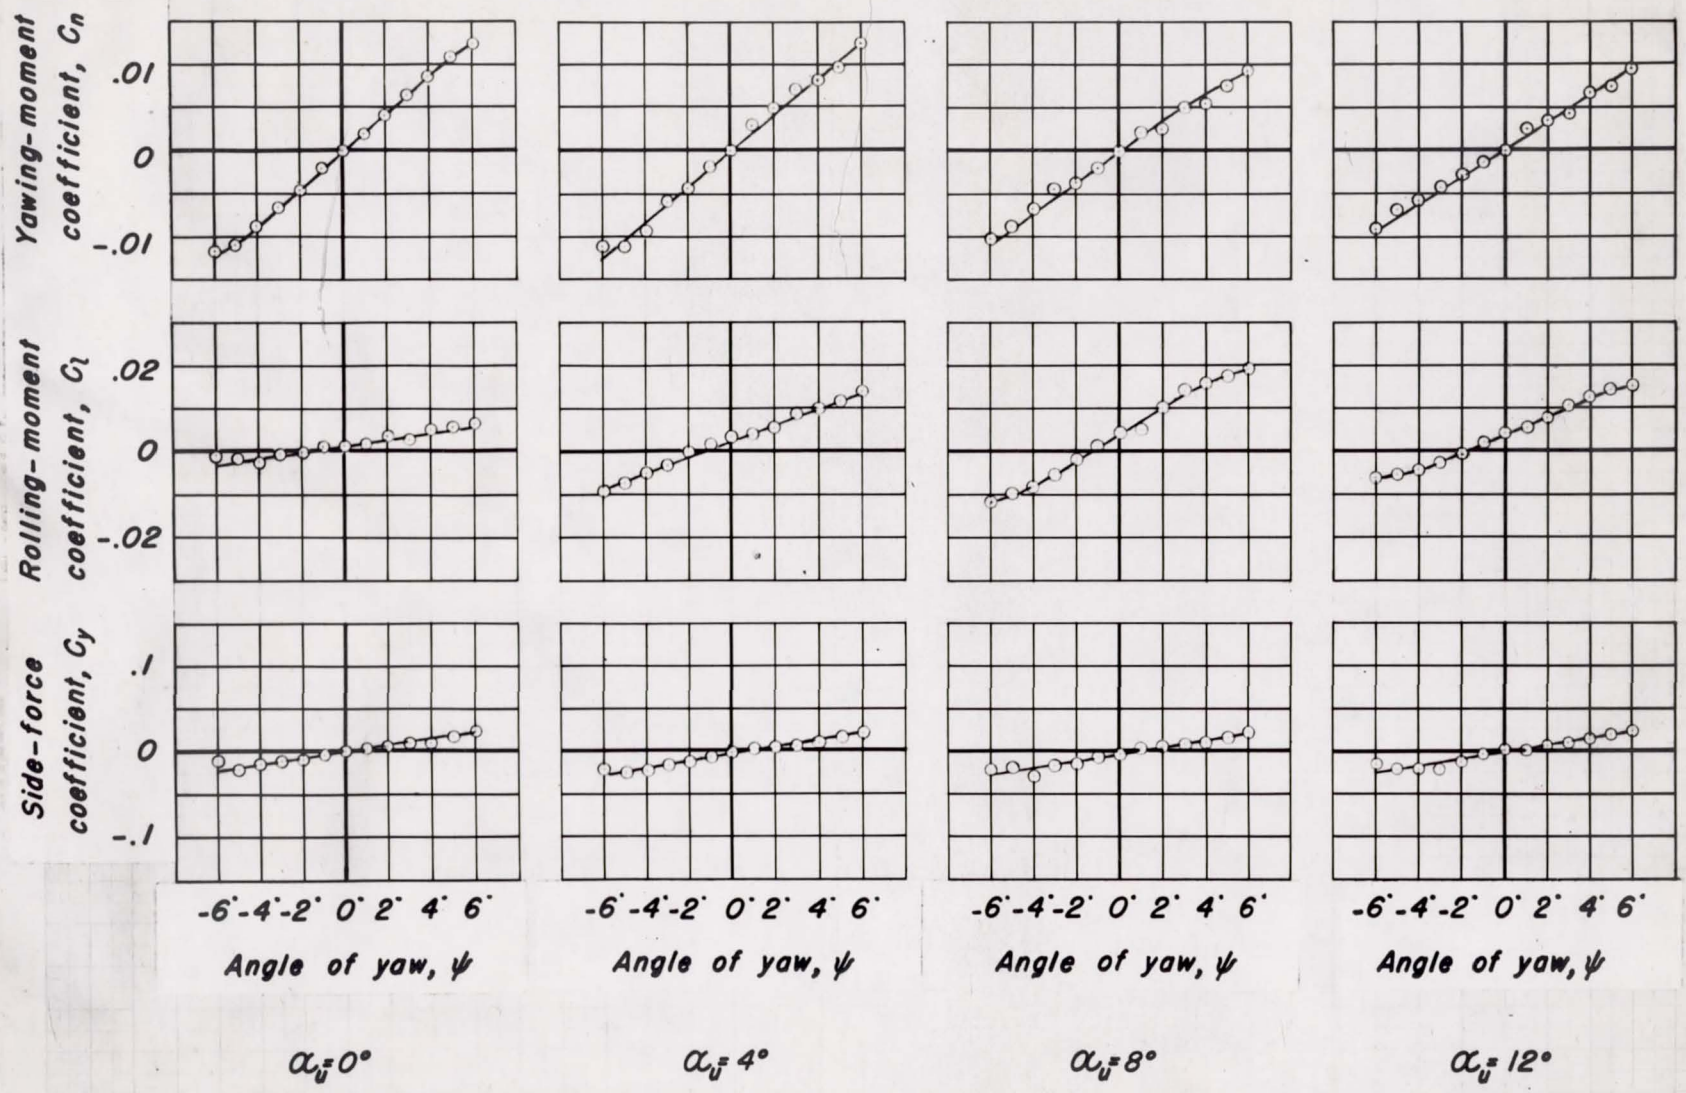 Yawing-moment
coefficient, Cn
.01
0
-.01
Rolling-moment
coefficient, Cl
.02
0
-.02
Side-force
coefficient, Cy
.1
0
-.1
-6° -4° -2° 0° 2° 4° 6°
-6° -4° -2° 0° 2° 4° 6°
-6° -4° -2° 0° 2° 4° 6°
-6° -4° -2° 0° 2° 4° 6°
Angle of yaw, ψ
Angle of yaw, ψ
Angle of yaw, ψ
Angle of yaw, ψ
αu=0°
αu=4°
αu=8°
αu=12°